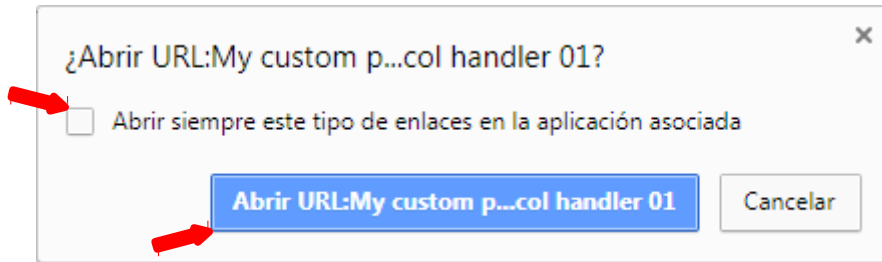 ¿Abrir URL:My custom p...col handler 01?
Abrir siempre este tipo de enlaces en la aplicación asociada
Abrir URL:My custom p...col handler 01
Cancelar